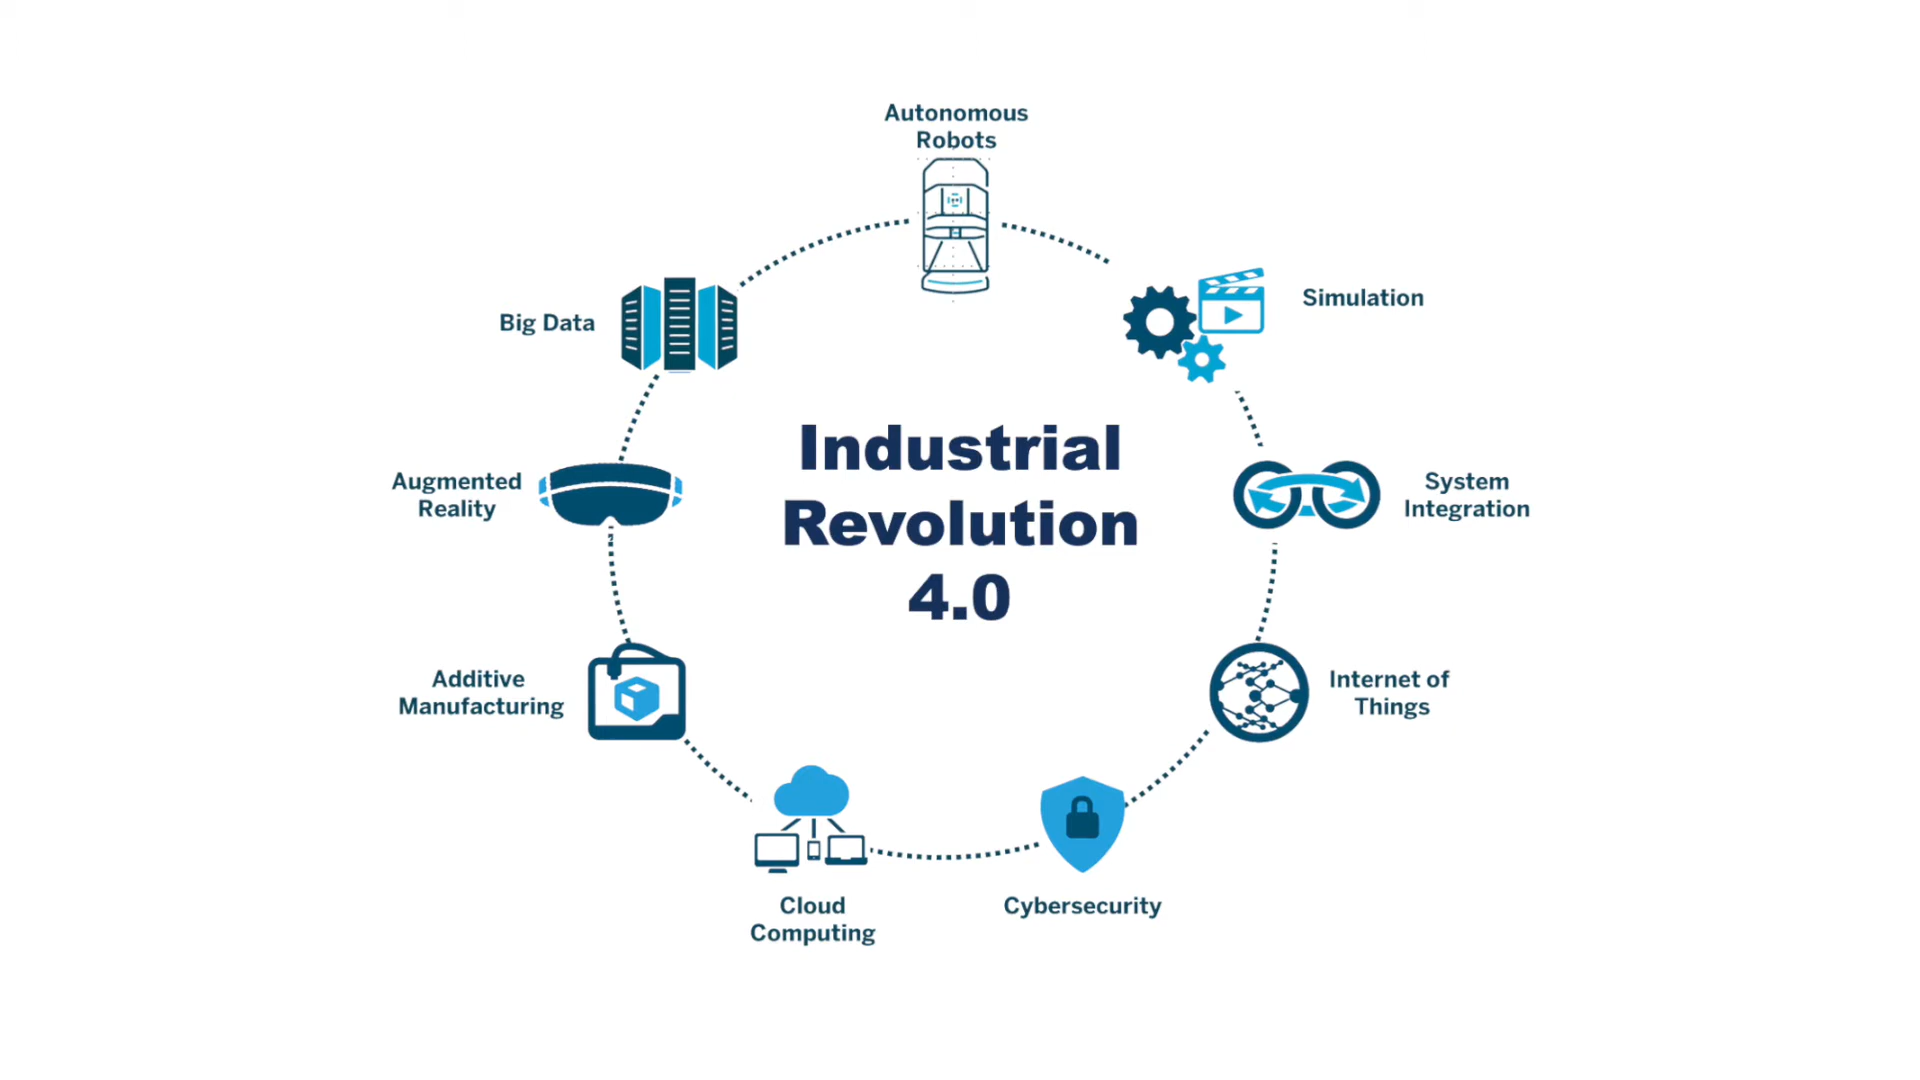 Autonomous
Robots
Simulation
Big Data
Industrial
Revolution
4.0
Augmented
Reality
System
Integration
Additive
Manufacturing
Internet of
Things
Cloud
Computing
Cybersecurity